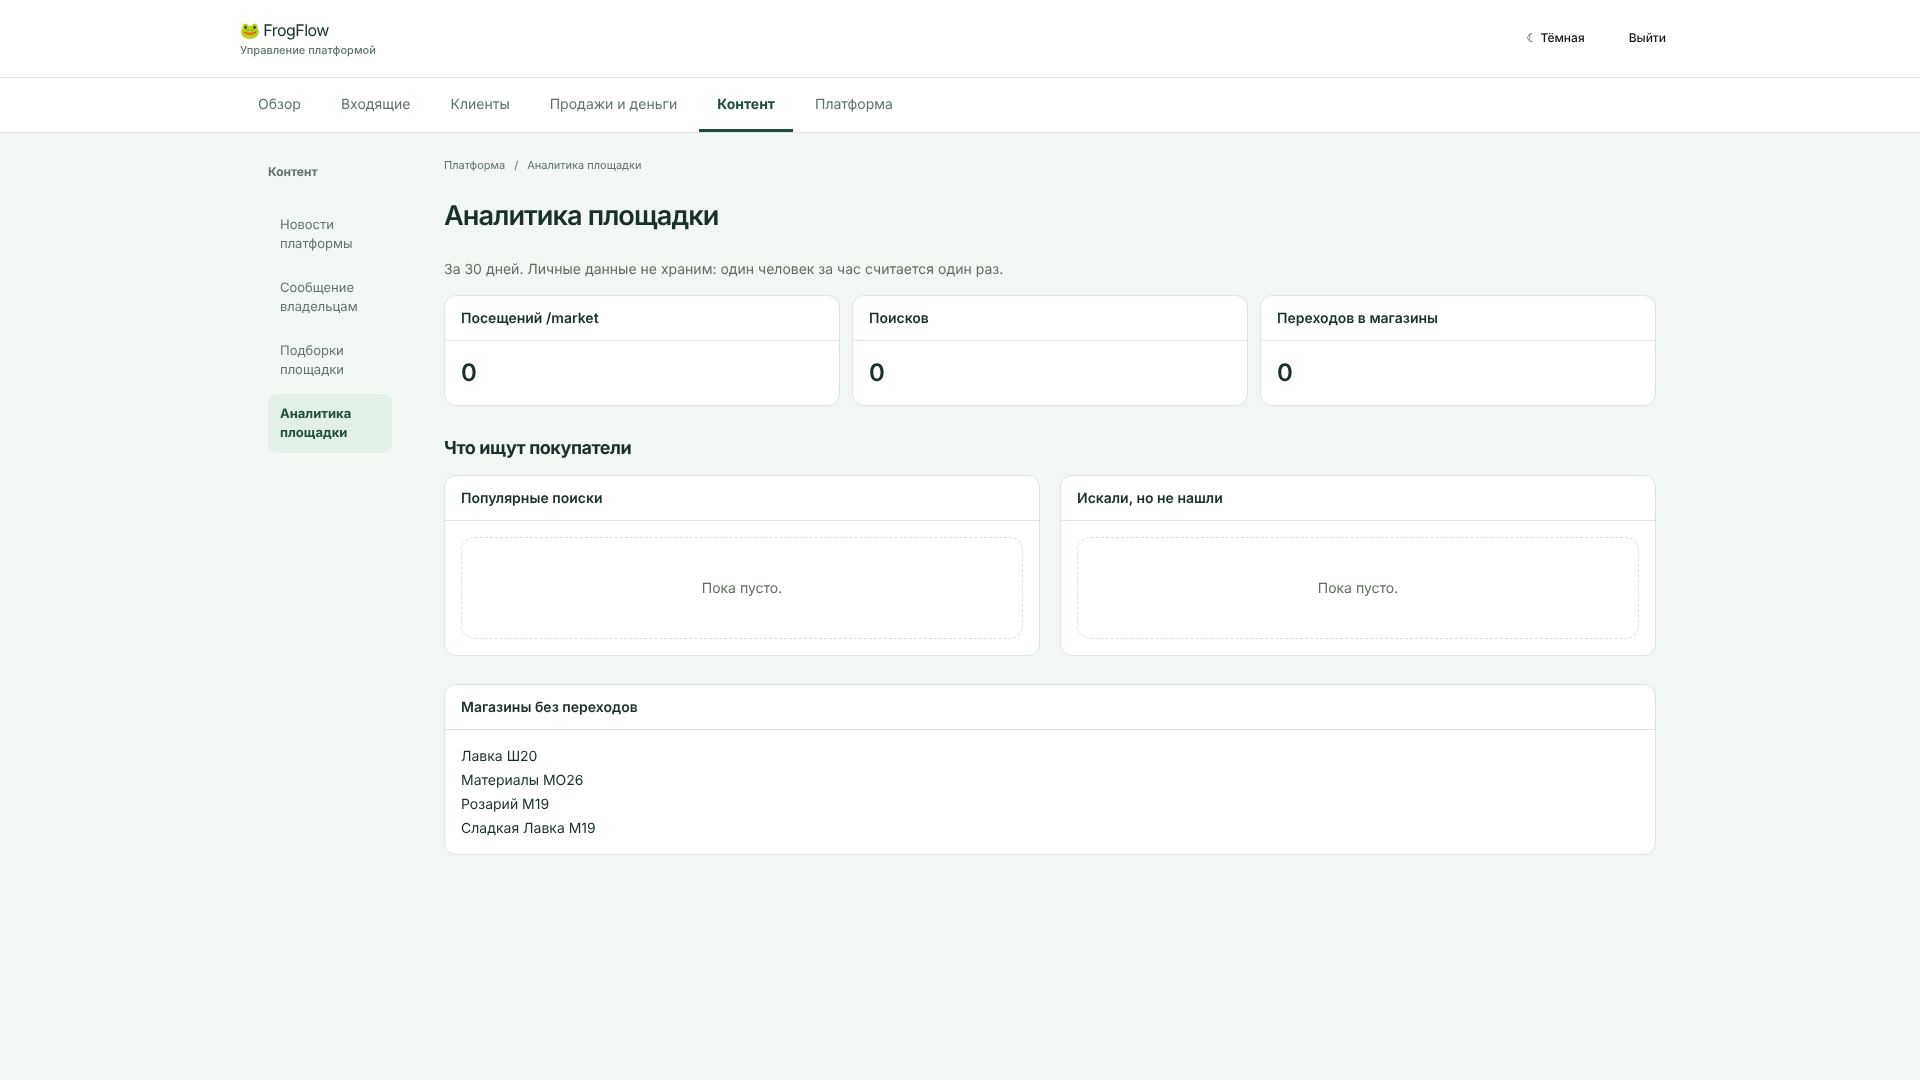 🐸 FrogFlow
Управление платформой
☾ Тёмная
Выйти
Обзор
Входящие
Клиенты
Продажи и деньги
Контент
Платформа
Контент
Новости
платформы
Сообщение
владельцам
Подборки
площадки
Аналитика
площадки
Платформа / Аналитика площадки
Аналитика площадки
За 30 дней. Личные данные не храним: один человек за час считается один раз.
Посещений /market
0
Поисков
0
Переходов в магазины
0
Что ищут покупатели
Популярные поиски
Пока пусто.
Искали, но не нашли
Пока пусто.
Магазины без переходов
Лавка Ш20
Материалы МО26
Розарий М19
Сладкая Лавка М19